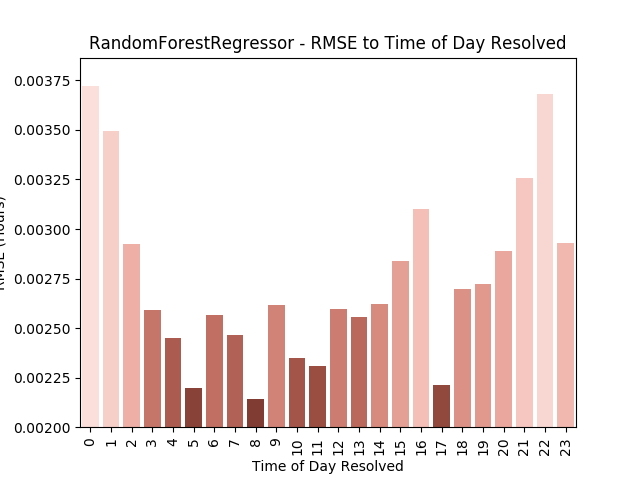 RandomForestRegressor - RMSE to Time of Day Resolved
0.00375
0.00350
0.00325
0.00300
0.00275
0.00250
0.00225
0.00200
RMSE (Hours)
0 1 2 3 4 5 6 7 8 9 10 11 12 13 14 15 16 17 18 19 20 21 22 23
Time of Day Resolved